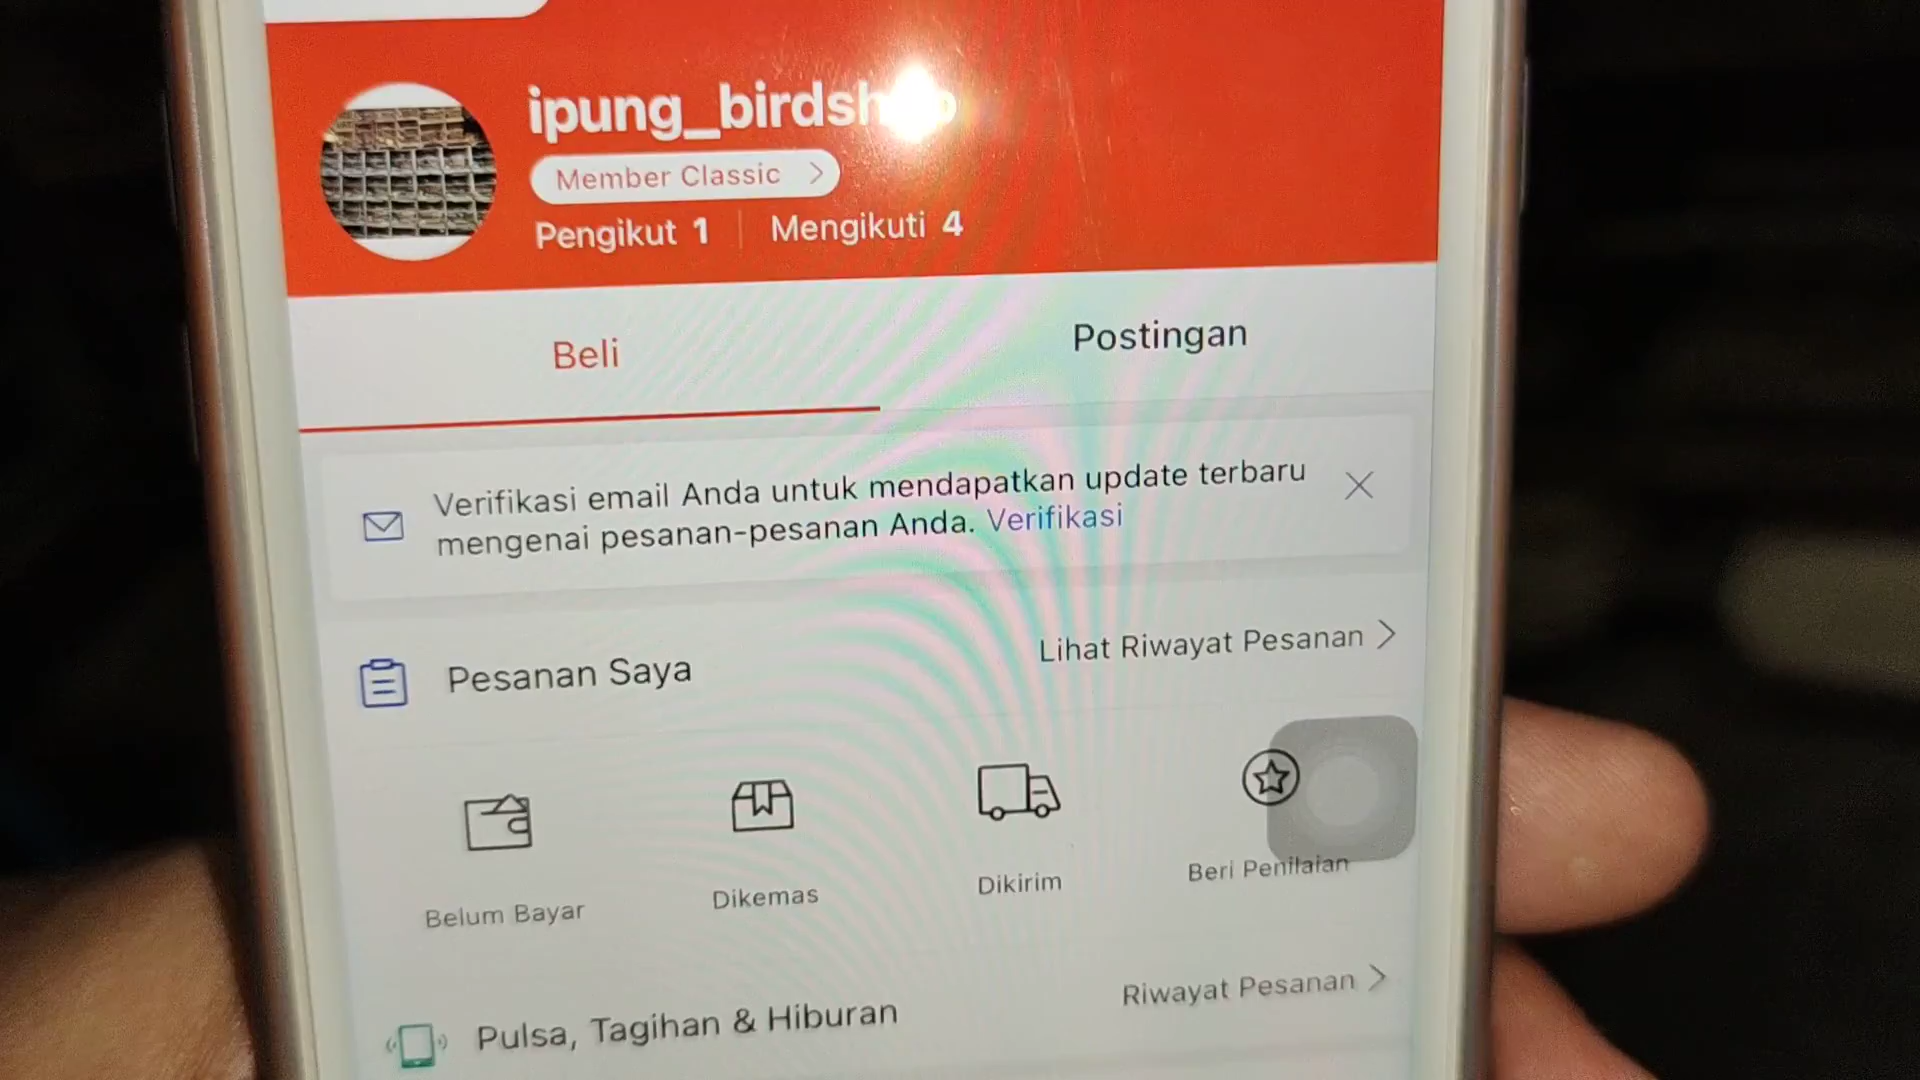 Member Classic
Pengikut 1
Mengikuti 4
Beli
Postingan
Verifikasi email Anda untuk mendapatkan update terbaru
mengenai pesanan-pesanan Anda. Verifikasi
Pesanan Saya
Lihat Riwayat Pesanan
Belum Bayar
Dikemas
Dikirim
Beri Penilaian
Pulsa, Tagihan & Hiburan
Riwayat Pesanan